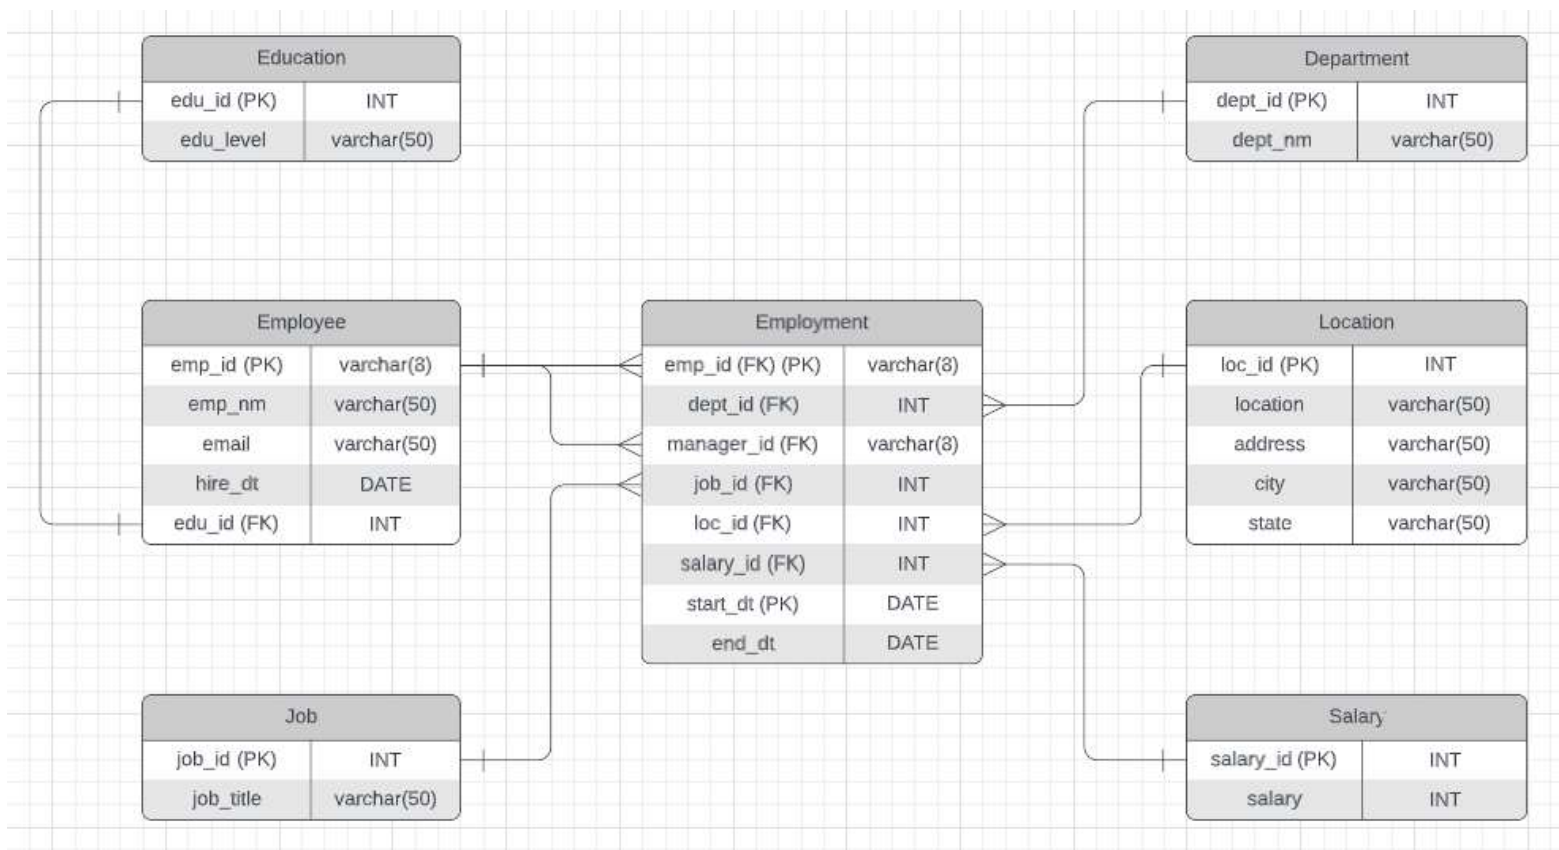 Education
edu_id (PK) INT
edu_level varchar(50)
Department
dept_id (PK) INT
dept_nm varchar(50)
Employee
emp_id (PK) varchar(8)
emp_nm varchar(50)
email varchar(50)
hire_dt DATE
edu_id (FK) INT
Employment
emp_id (FK) (PK) varchar(8)
dept_id (FK) INT
manager_id (FK) varchar(8)
job_id (FK) INT
loc_id (FK) INT
salary_id (FK) INT
start_dt (PK) DATE
end_dt DATE
Location
loc_id (PK) INT
location varchar(50)
address varchar(50)
city varchar(50)
state varchar(50)
Job
job_id (PK) INT
job_title varchar(50)
Salary
salary_id (PK) INT
salary INT